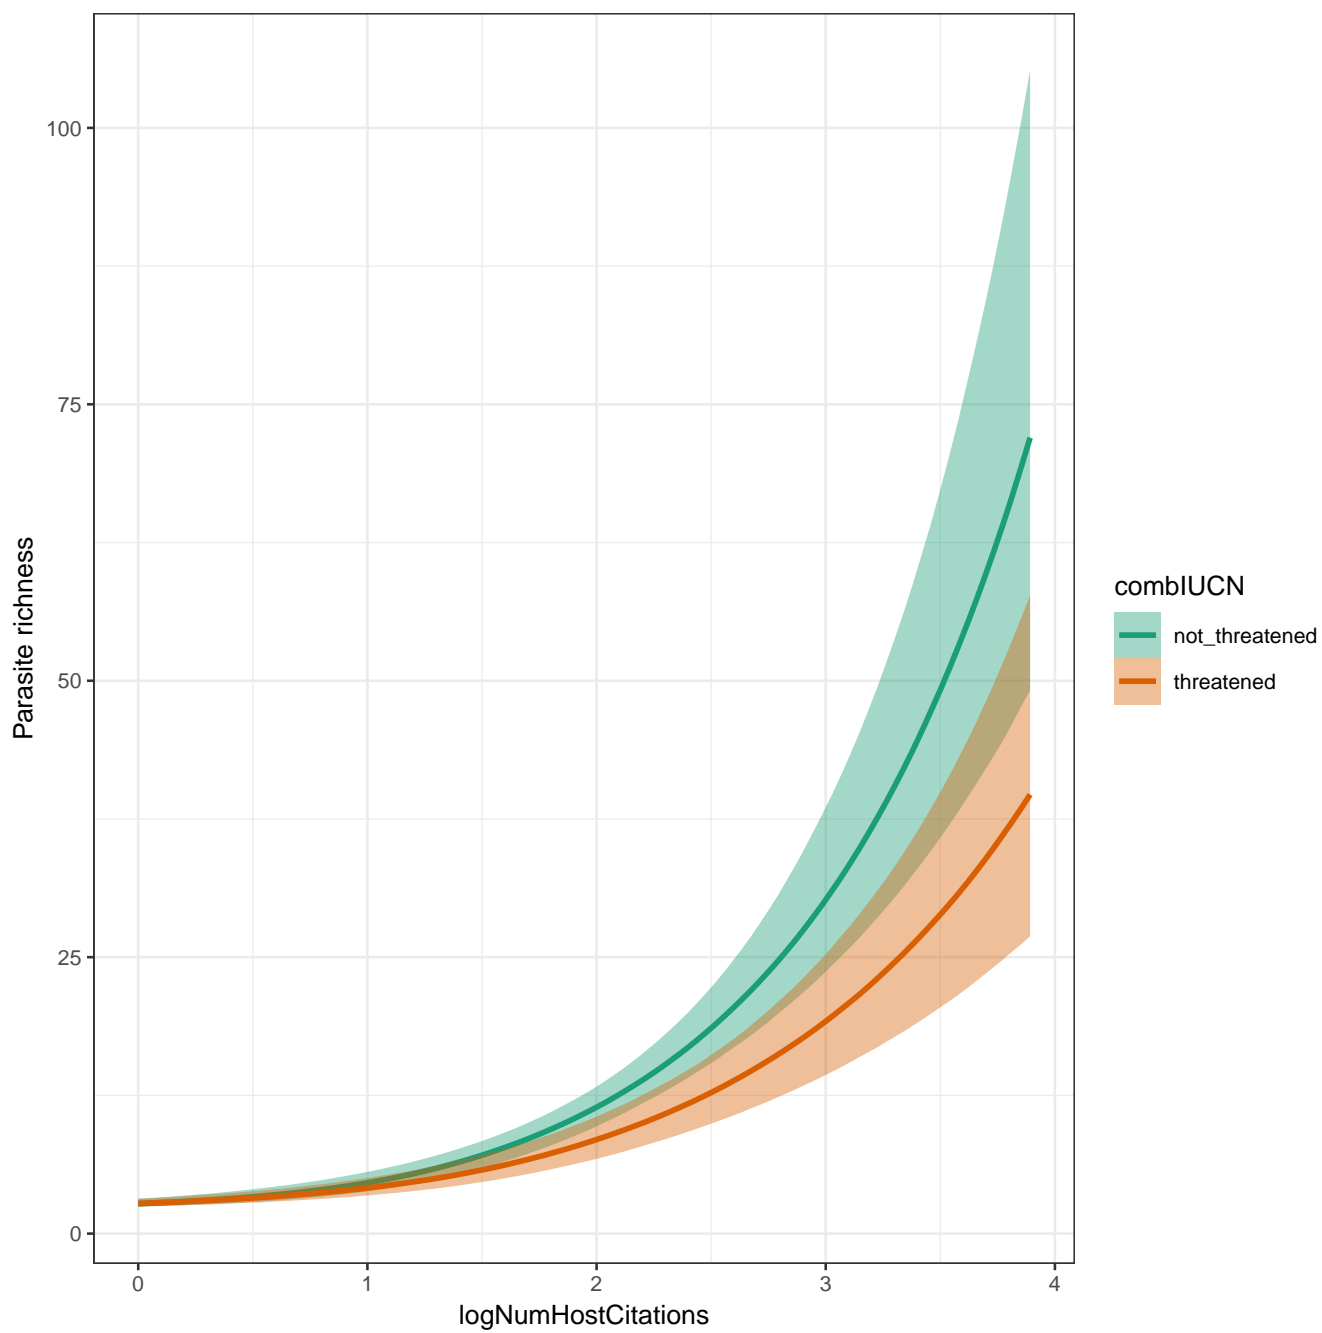 100
75
50
25
0
Parasite richness
0 1 2 3 4
logNumHostCitations
combIUCN
not_threatened
threatened